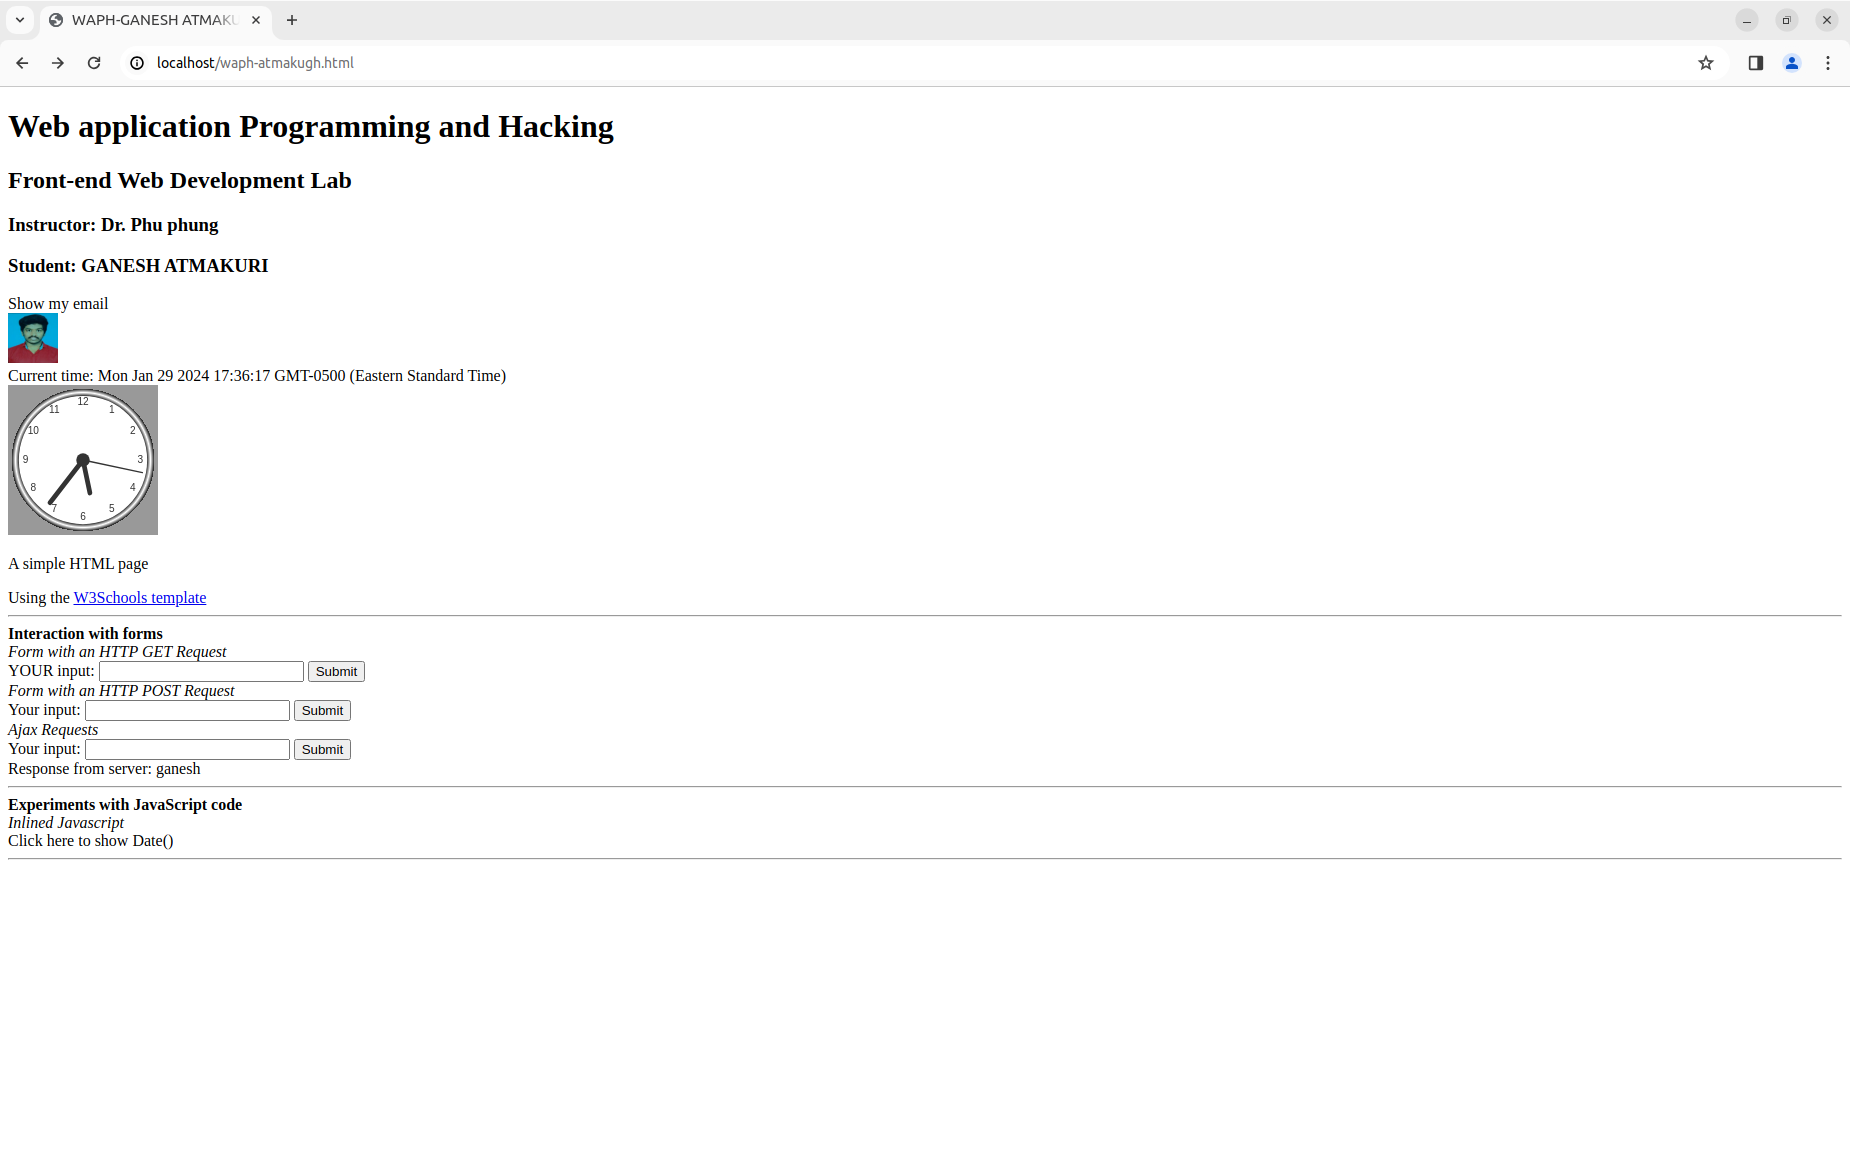 WAPH-GANESH ATMAKU
localhost/waph-atmakugh.html
Web application Programming and Hacking
Front-end Web Development Lab
Instructor: Dr. Phu phung
Student: GANESH ATMAKURI
Show my email
Current time: Mon Jan 29 2024 17:36:17 GMT-0500 (Eastern Standard Time)
12
11 1
10 2
9 3
8 4
7 5
6
A simple HTML page
Using the W3Schools template
Interaction with forms
Form with an HTTP GET Request
YOUR input: Submit
Form with an HTTP POST Request
Your input: Submit
Ajax Requests
Your input: Submit
Response from server: ganesh
Experiments with JavaScript code
Inlined Javascript
Click here to show Date()